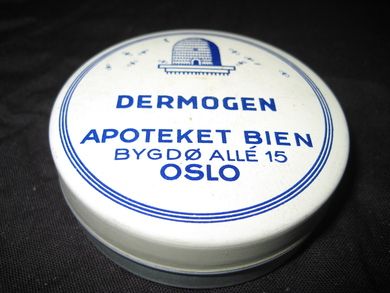 DERMOGEN
APOTEKET BIEN
BYGDØ ALLÉ 15
OSLO